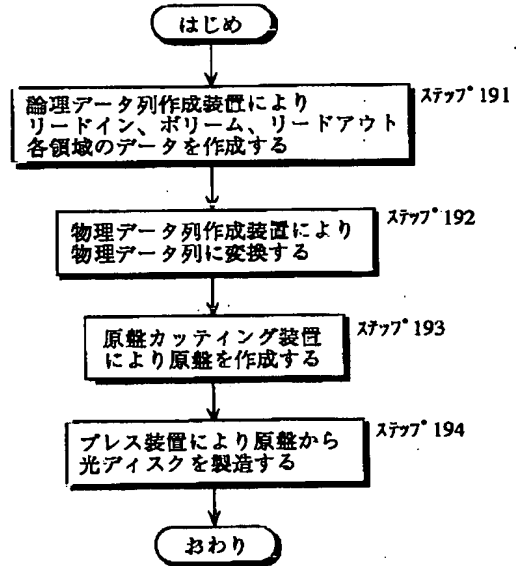 はじめ
論理データ列作成装置により
リードイン、ボリーム、リードアウト
各領域のデータを作成する
ステップ191
物理データ列作成装置により
物理データ列に変換する
ステップ192
原盤カッティング装置
により原盤を作成する
ステップ193
プレス装置により原盤から
光ディスクを製造する
ステップ194
おわり